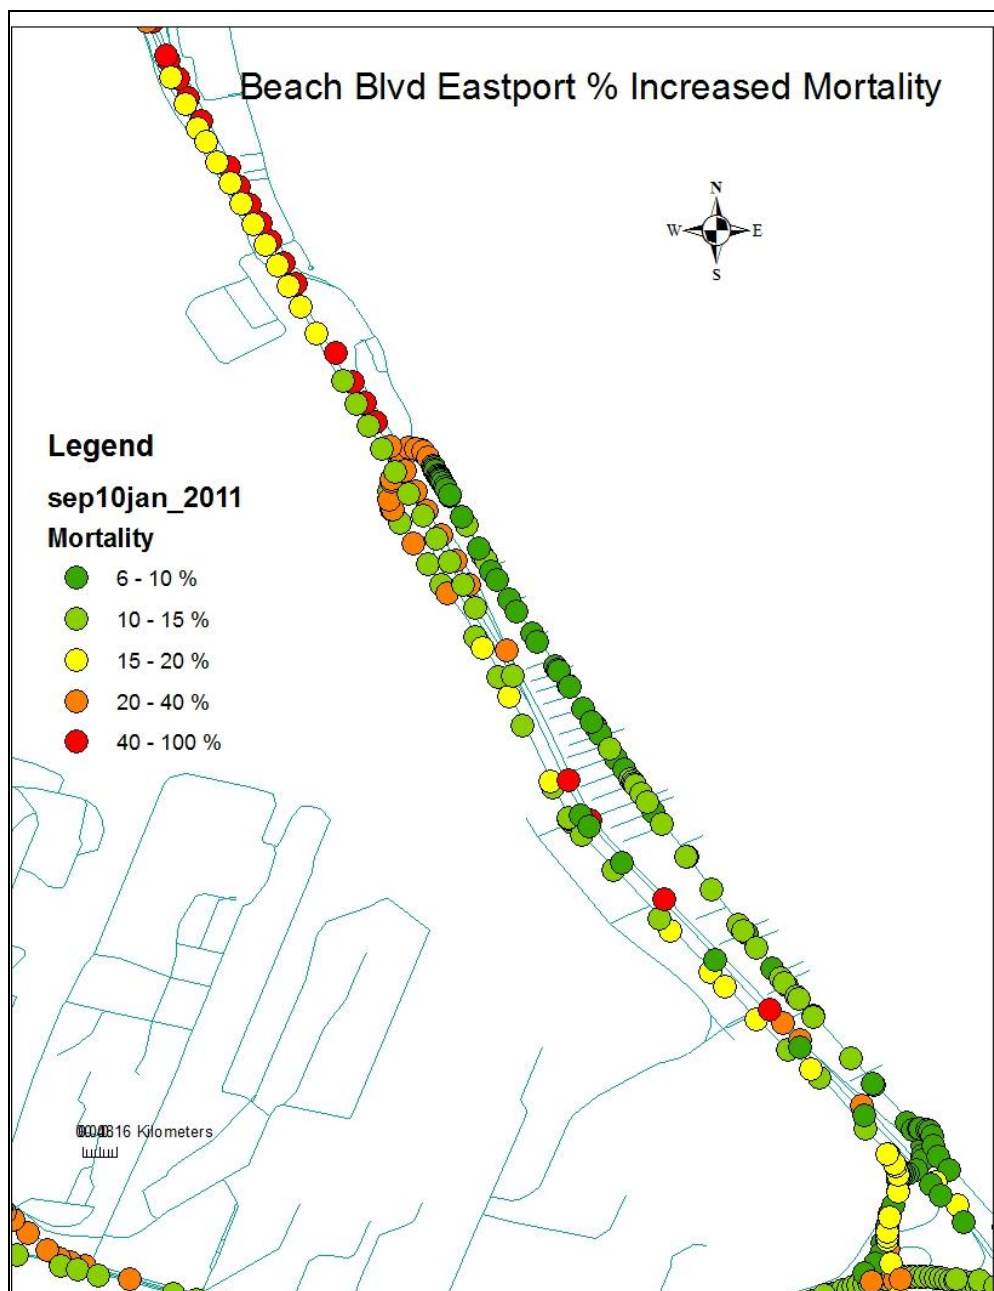 Beach Blvd Eastport % Increased Mortality
N
W E
S
Legend
sep10jan_2011
Mortality
6 - 10 %
10 - 15 %
15 - 20 %
20 - 40 %
40 - 100 %
Kilometers